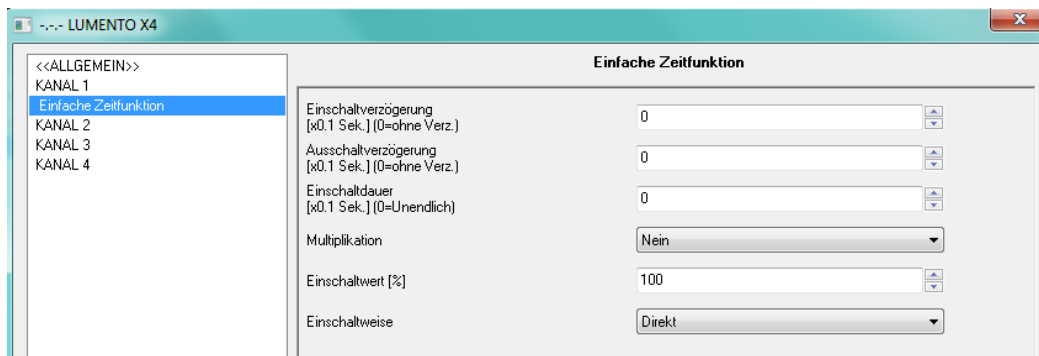 -.-.- LUMENTO X4
x
<<ALLGEMEIN>>
KANAL 1
Einfache Zeitfunktion
KANAL 2
KANAL 3
KANAL 4
Einfache Zeitfunktion
Einschaltverzögerung
[x0.1 Sek.] (0=ohne Verz.)
0
Ausschaltverzögerung
[x0.1 Sek.] (0=ohne Verz.)
0
Einschaltdauer
[x0.1 Sek.] (0=Unendlich)
0
Multiplikation
Nein
Einschaltwert [%]
100
Einschaltweise
Direkt